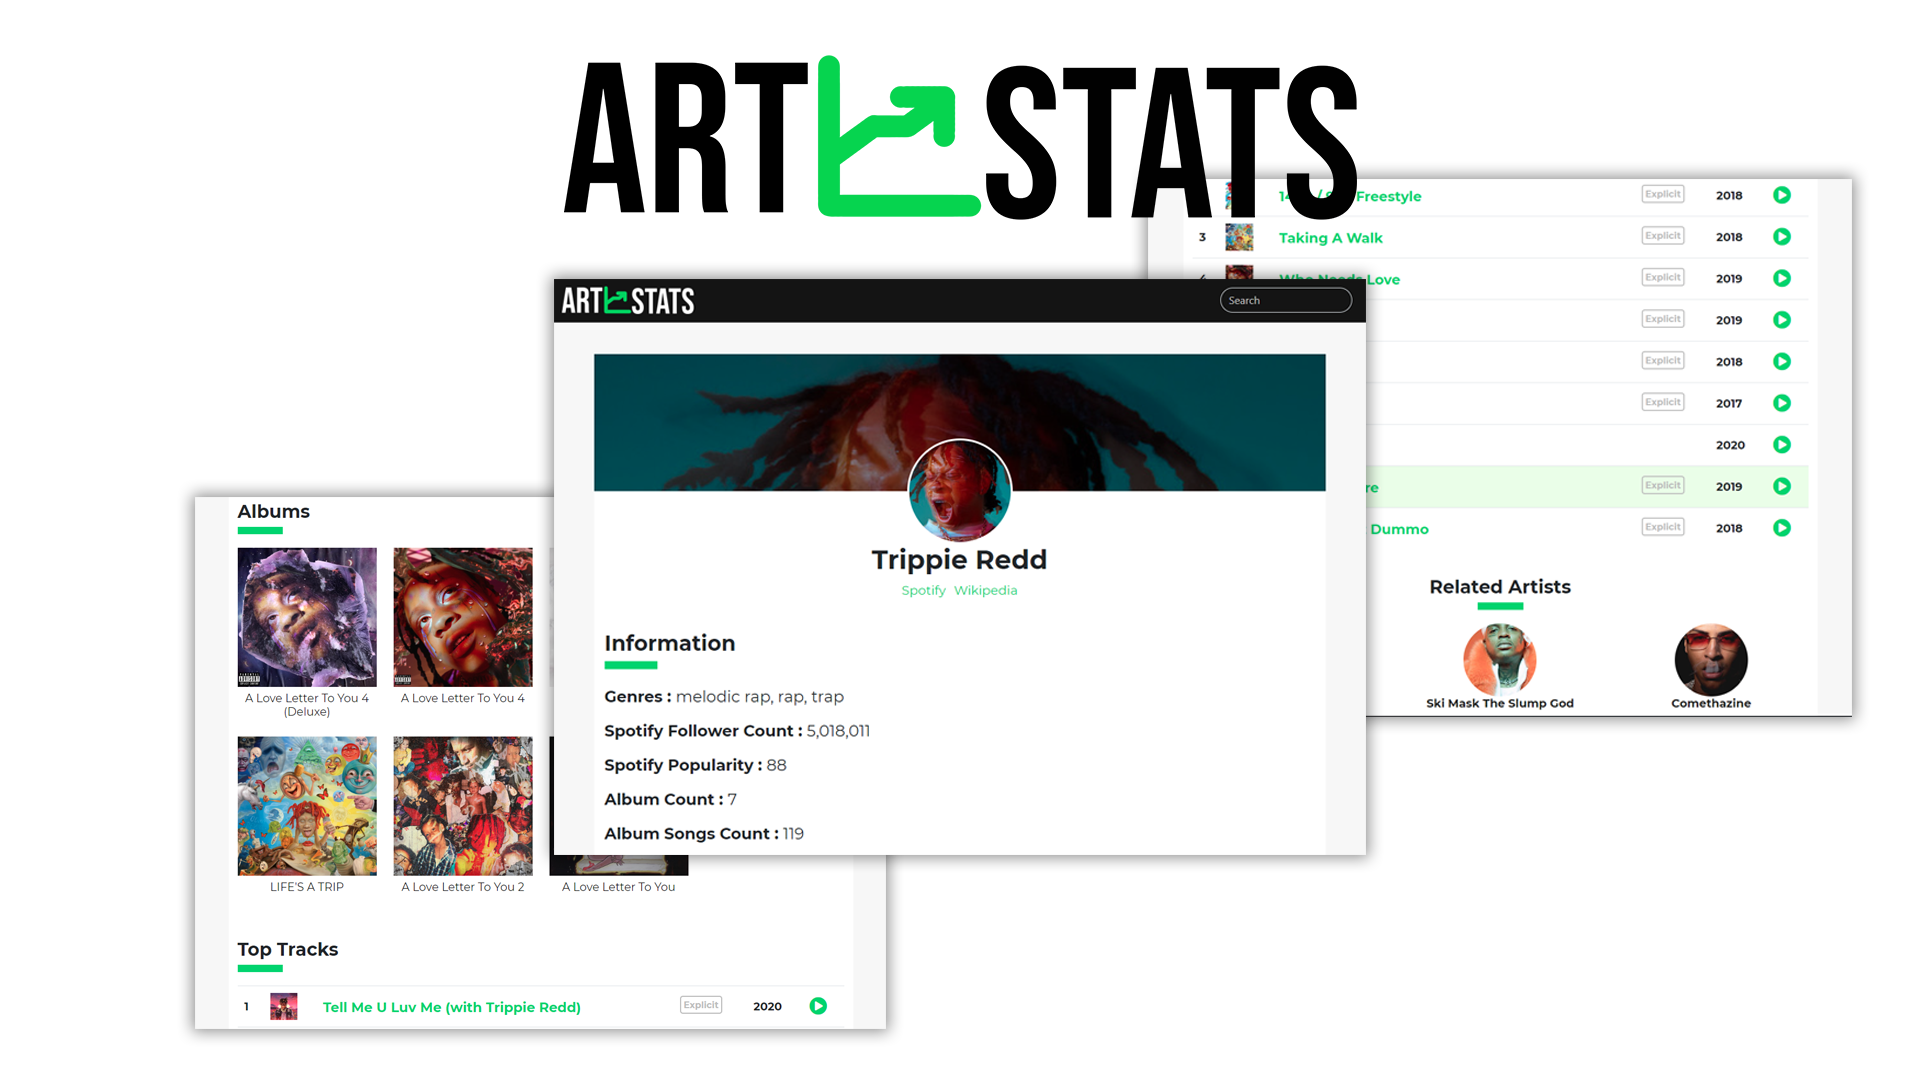 ART STATS
Freestyle Explicit 2018
3 Taking A Walk Explicit 2018
Who Needs Love Explicit 2019
Explicit 2019
Explicit 2018
Explicit 2017
2020
re Explicit 2019
Dummo Explicit 2018
Related Artists
Ski Mask The Slump God Comethazine
ART STATS Search
Trippie Redd
Spotify Wikipedia
Information
Genres : melodic rap, rap, trap
Spotify Follower Count : 5,018,011
Spotify Popularity : 88
Album Count : 7
Album Songs Count : 119
Albums
A Love Letter To You 4
(Deluxe)
A Love Letter To You 4
LIFE'S A TRIP
A Love Letter To You 2
A Love Letter To You
Top Tracks
1 Tell Me U Luv Me (with Trippie Redd) Explicit 2020